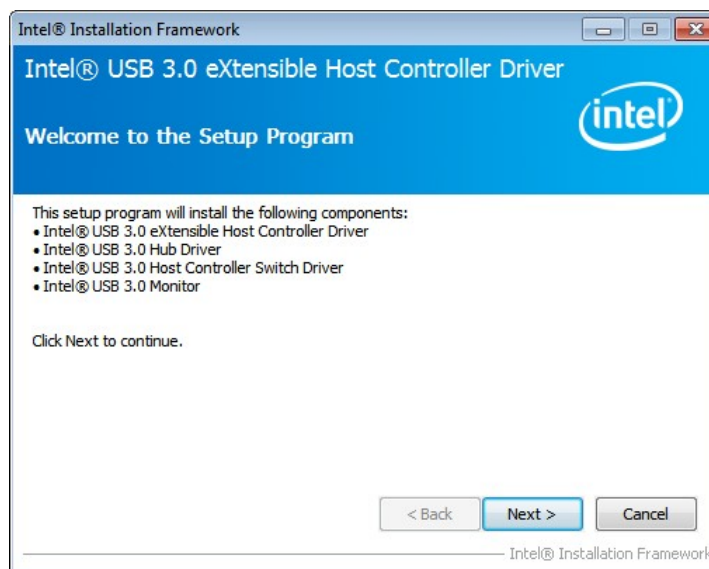 Intel® Installation Framework
Intel® USB 3.0 eXtensible Host Controller Driver
intel
Welcome to the Setup Program
This setup program will install the following components:
• Intel® USB 3.0 eXtensible Host Controller Driver
• Intel® USB 3.0 Hub Driver
• Intel® USB 3.0 Host Controller Switch Driver
• Intel® USB 3.0 Monitor
Click Next to continue.
< Back Next > Cancel
Intel® Installation Framework